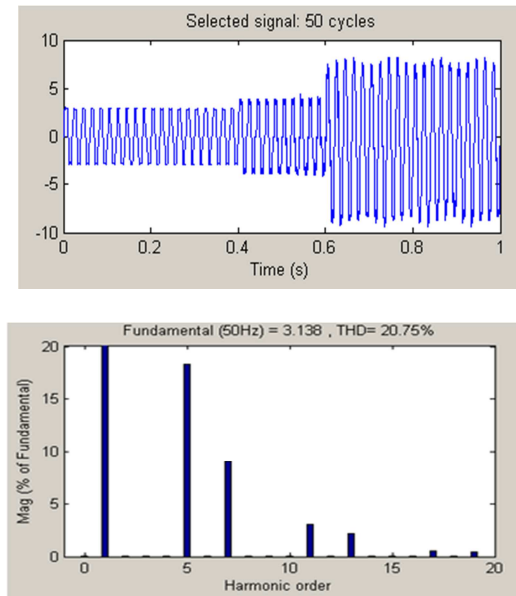 Selected signal: 50 cycles
10
5
0
-5
-10
0 0.2 0.4 0.6 0.8 1
Time (s)
Fundamental (50Hz) = 3.138 , THD= 20.75%
Mag (% of Fundamental)
20
15
10
5
0
0 5 10 15 20
Harmonic order